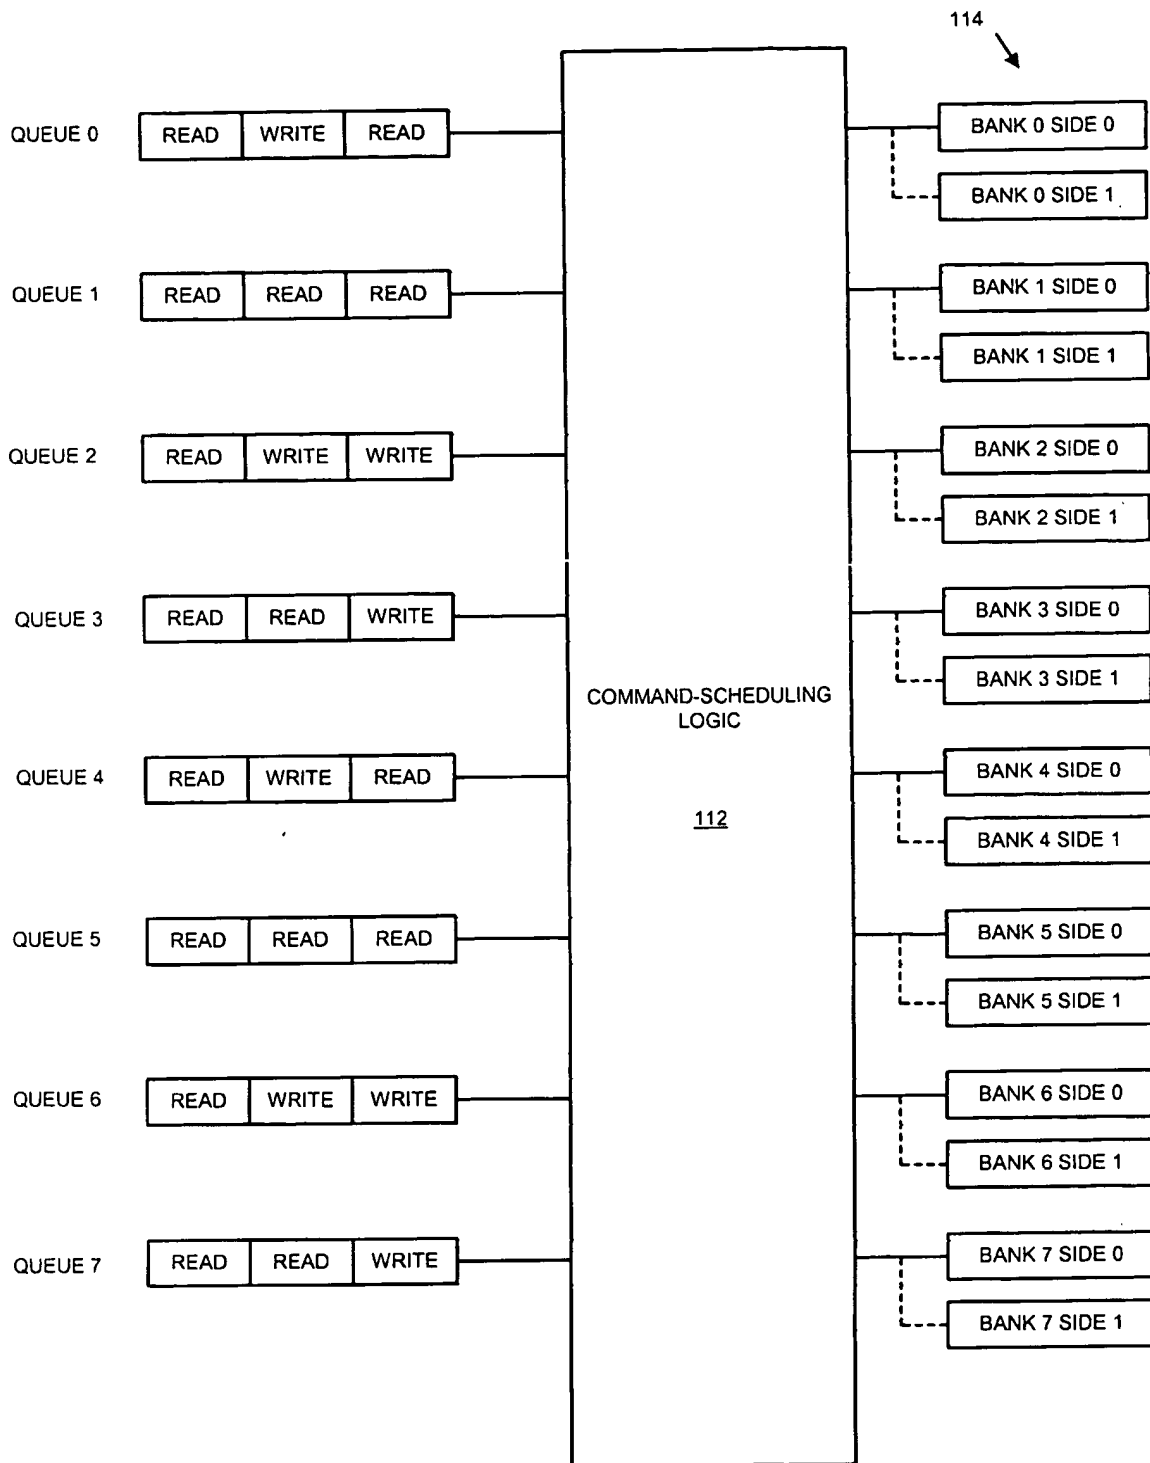 114
QUEUE 0 READ WRITE READ BANK 0 SIDE 0
BANK 0 SIDE 1
QUEUE 1 READ READ READ BANK 1 SIDE 0
BANK 1 SIDE 1
QUEUE 2 READ WRITE WRITE BANK 2 SIDE 0
BANK 2 SIDE 1
QUEUE 3 READ READ WRITE BANK 3 SIDE 0
BANK 3 SIDE 1
COMMAND-SCHEDULING
LOGIC
QUEUE 4 READ WRITE READ BANK 4 SIDE 0
112
BANK 4 SIDE 1
QUEUE 5 READ READ READ BANK 5 SIDE 0
BANK 5 SIDE 1
QUEUE 6 READ WRITE WRITE BANK 6 SIDE 0
BANK 6 SIDE 1
QUEUE 7 READ READ WRITE BANK 7 SIDE 0
BANK 7 SIDE 1